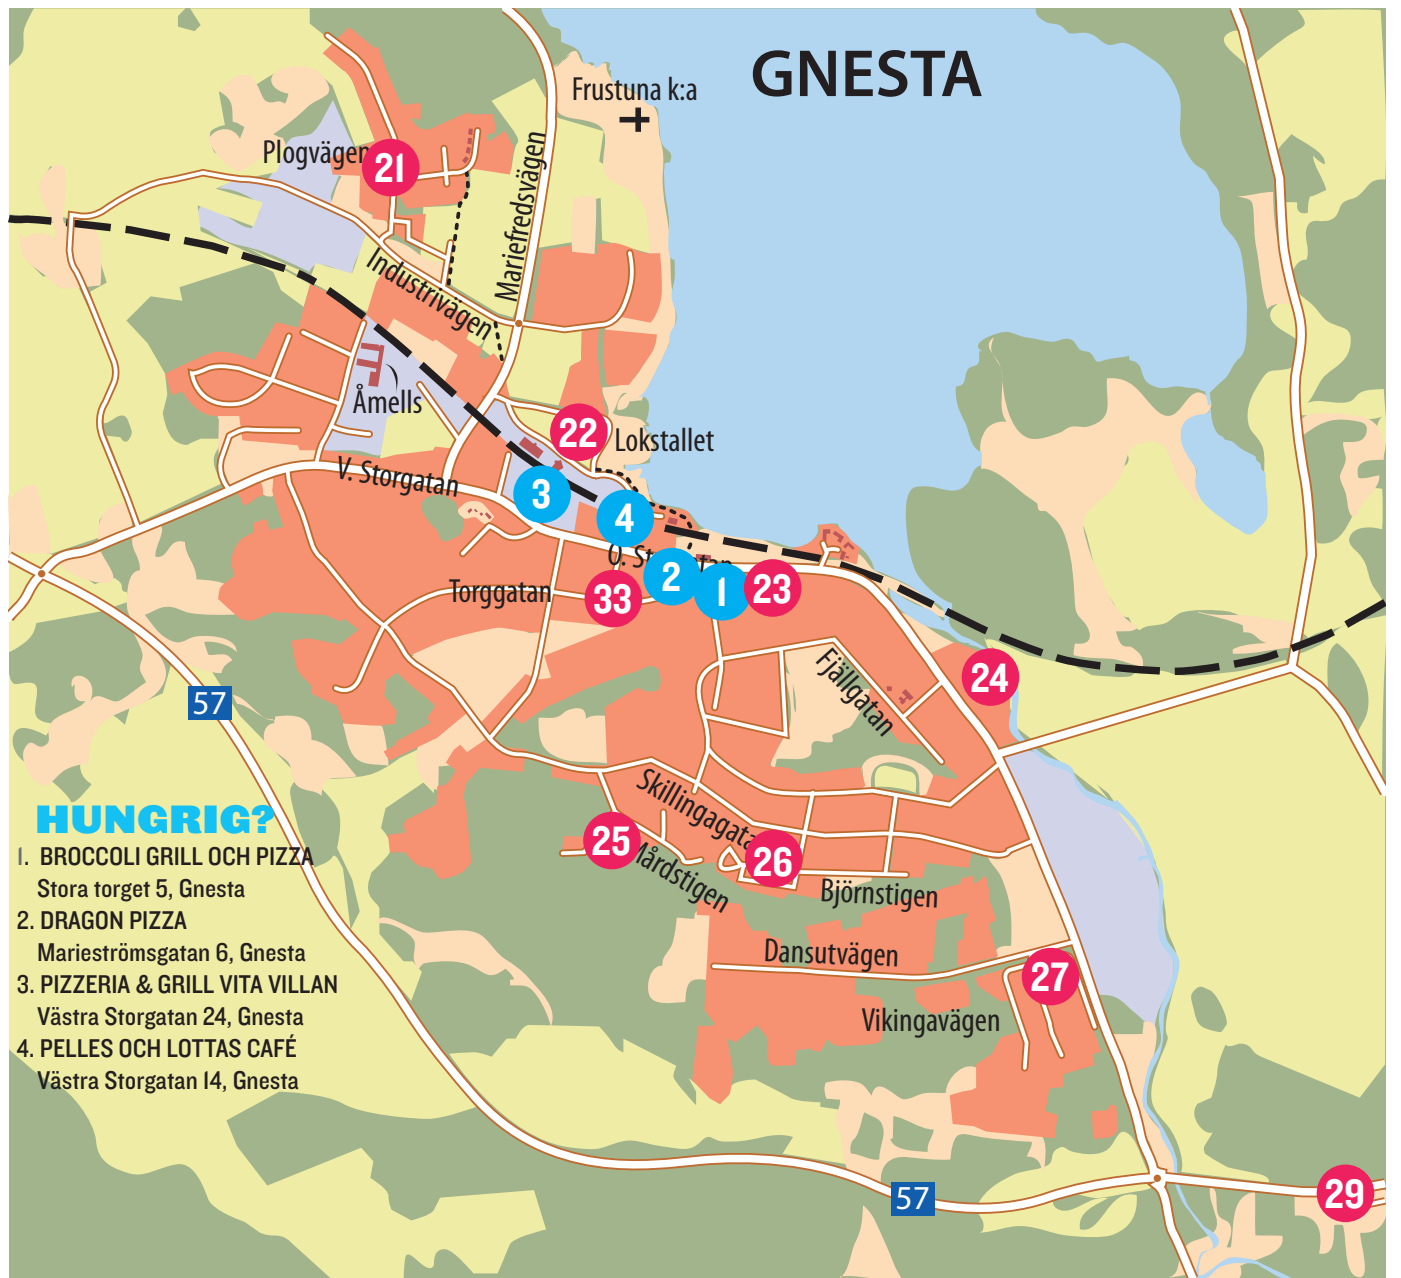 GNESTA
Frustuna k:a
Plogvägen
21
Mariefredsvägen
Industrivägen
Åmells
22
Lokstallet
V. Storgatan
3
4
Ö. Storgatan
2
1
23
Torggatan
33
Fjällgatan
24
57
Skillingagatan
25
26
Mårdstigen
Björnstigen
Dansutvägen
27
Vikingavägen
57
29
HUNGRIG?
1. BROCCOLI GRILL OCH PIZZA
Stora torget 5, Gnesta
2. DRAGON PIZZA
Marieströmsgatan 6, Gnesta
3. PIZZERIA & GRILL VITA VILLAN
Västra Storgatan 24, Gnesta
4. PELLES OCH LOTTAS CAFÉ
Västra Storgatan 14, Gnesta